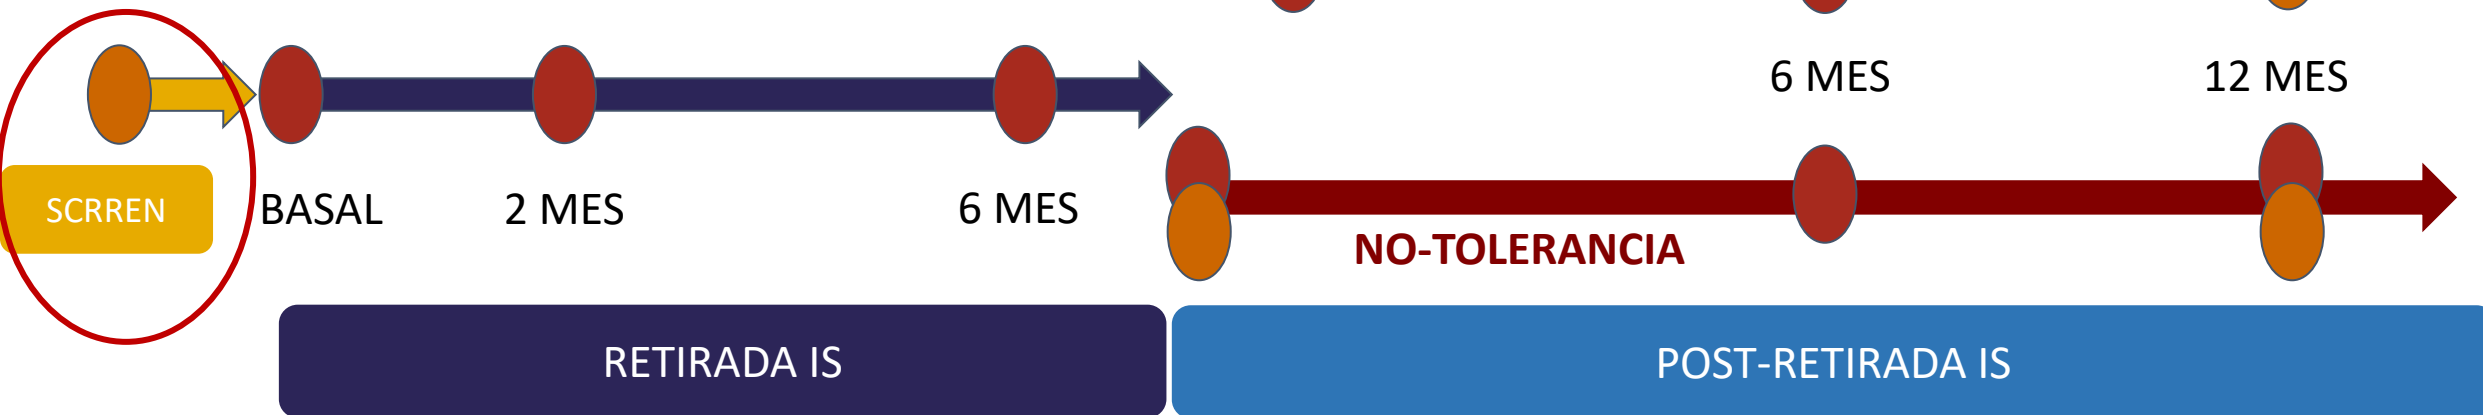 6 MES
12 MES
SCRREN
BASAL
2 MES
6 MES
NO-TOLERANCIA
RETIRADA IS
POST-RETIRADA IS